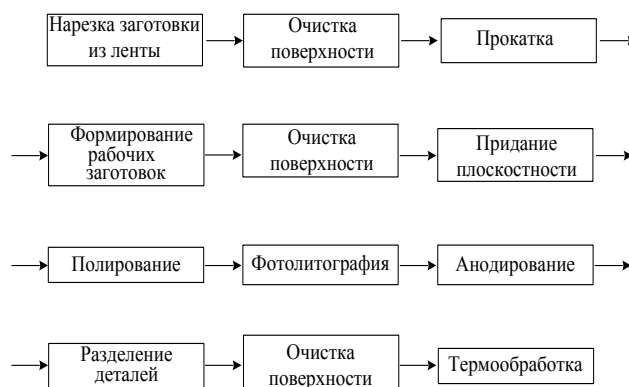 Нарезка заготовки
из ленты
Очистка
поверхности
Прокатка
Формирование
рабочих
заготовок
Очистка
поверхности
Придание
плоскостности
Полирование
Фотолитография
Анодирование
Разделение
деталей
Очистка
поверхности
Термообработка